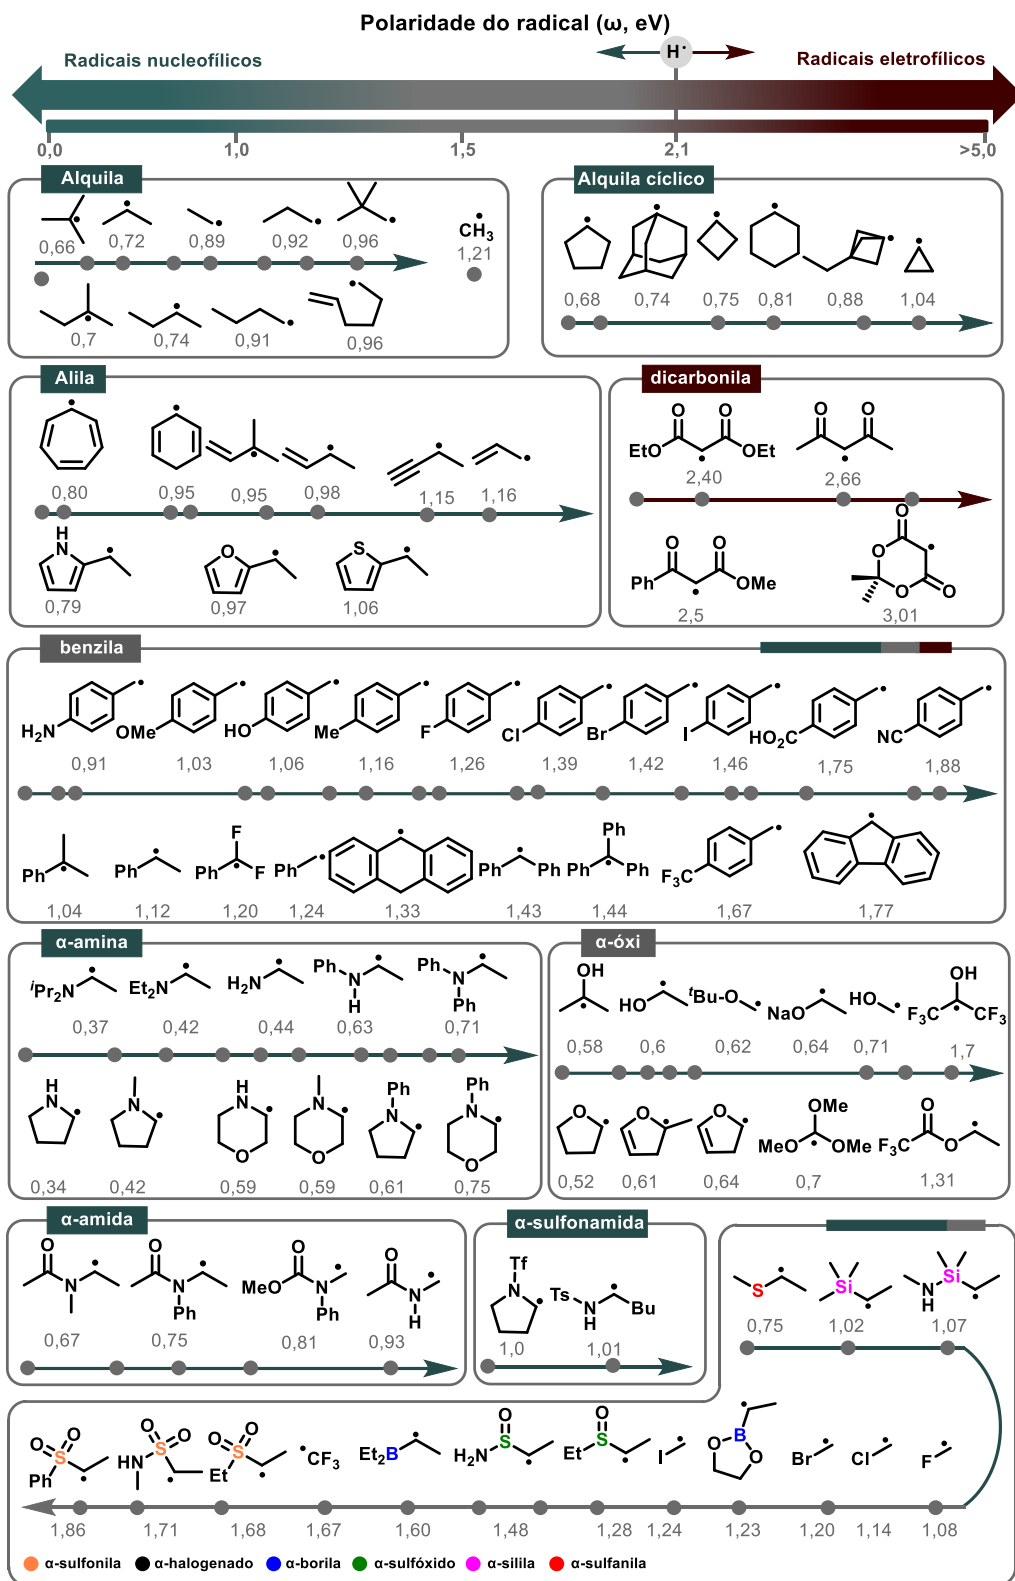 Polaridade do radical (ω, eV)
H•
Radicais nucleofílicos
Radicais eletrofílicos
0,0 1,0 1,5 2,1 >5,0
Alquila
0,66 0,72 0,89 0,92 0,96
CH3
1,21
0,7 0,74 0,91 0,96
Alquila cíclico
0,68 0,74 0,75 0,81 0,88 1,04
Alila
0,80 0,95 0,95 0,98 1,15 1,16
H
N O S
0,79 0,97 1,06
dicarbonila
O O O O
EtO OEt
2,40 2,66
O O O
O
Ph OMe
O
O
2,5 3,01
benzila
H2N OMe HO Me F Cl Br I HO2C NC
0,91 1,03 1,06 1,16 1,26 1,39 1,42 1,46 1,75 1,88
F Ph
Ph Ph F Ph Ph Ph Ph Ph F3C
1,04 1,12 1,20 1,24 1,33 1,43 1,44 1,67 1,77
α-amina
iPr2N Et2N H2N Ph N H Ph N Ph
0,37 0,42 0,44 0,63 0,71
H N N H N O N O Ph N Ph N O
0,34 0,42 0,59 0,59 0,61 0,75
α-óxi
OH HO tBu-O NaO HO OH F3C CF3
0,58 0,6 0,62 0,64 0,71 1,7
O O O OMe MeO OMe O F3C O
0,52 0,61 0,64 0,7 1,31
α-amida
O N O N Ph O MeO N Ph O N H
0,67 0,75 0,81 0,93
α-sulfonamida
Tf N Ts N H Bu
1,0 1,01
S Si N H Si
0,75 1,02 1,07
O O S Ph O O S HN O O S Et CF3 Et2B O H2N S O Et S I B O O Br Cl F
1,86 1,71 1,68 1,67 1,60 1,48 1,28 1,24 1,23 1,20 1,14 1,08
α-sulfonila α-halogenado α-borila α-sulfóxido α-silila α-sulfanila